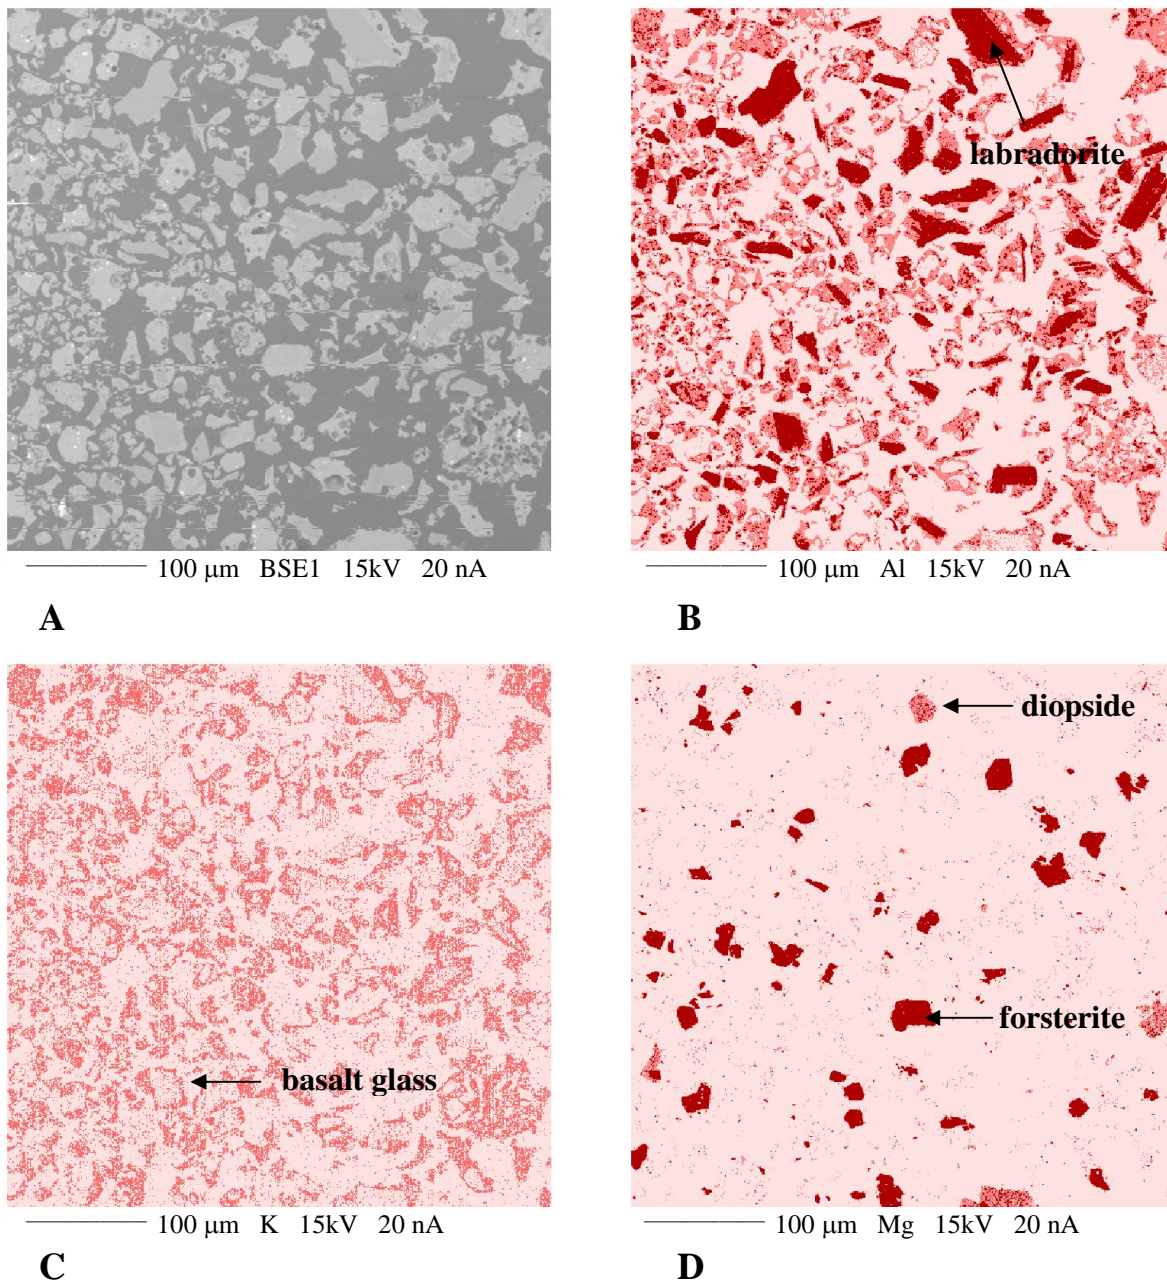 labradorite
100 μm BSE1 15kV 20 nA
100 μm Al 15kV 20 nA
A
B
diopside
forsterite
basalt glass
100 μm K 15kV 20 nA
100 μm Mg 15kV 20 nA
C
D